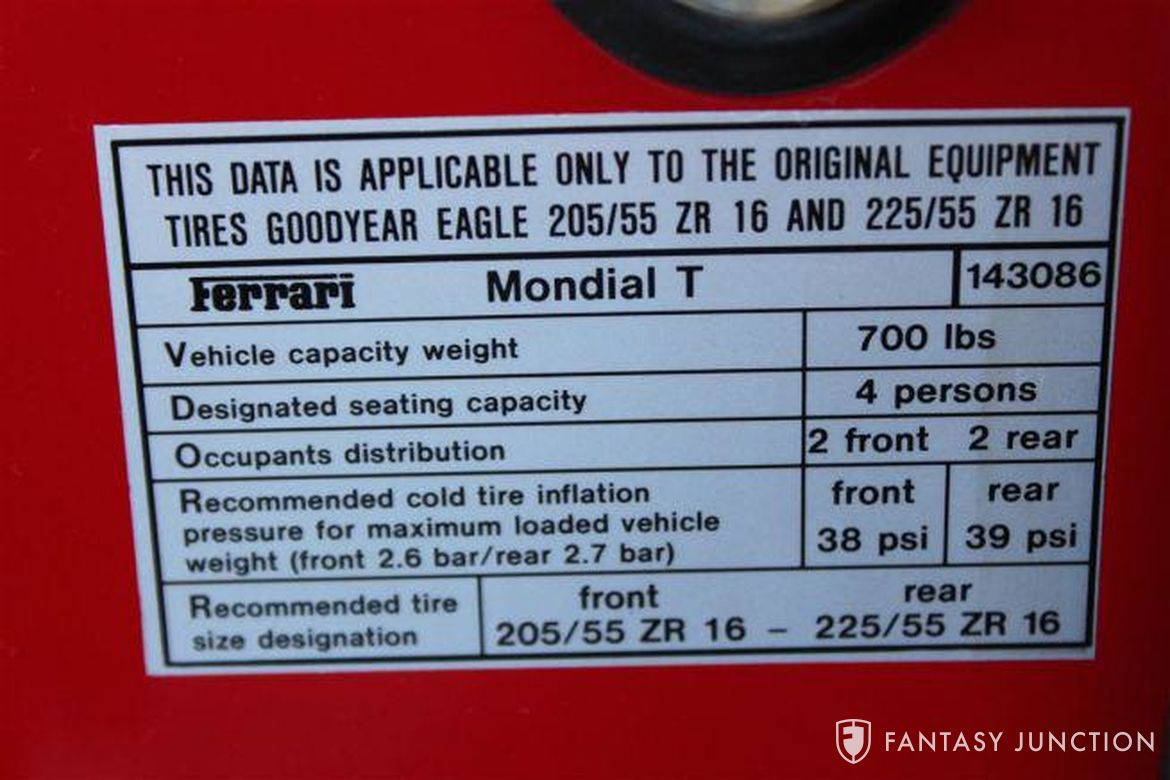 THIS DATA IS APPLICABLE ONLY TO THE ORIGINAL EQUIPMENT
TIRES GOODYEAR EAGLE 205/55 ZR 16 AND 225/55 ZR 16
Ferrari Mondial T 143086
Vehicle capacity weight 700 lbs
Designated seating capacity 4 persons
Occupants distribution 2 front 2 rear
Recommended cold tire inflation
pressure for maximum loaded vehicle
weight (front 2.6 bar/rear 2.7 bar)
front rear
38 psi 39 psi
Recommended tire
size designation
front rear
205/55 ZR 16 – 225/55 ZR 16
FANTASY JUNCTION